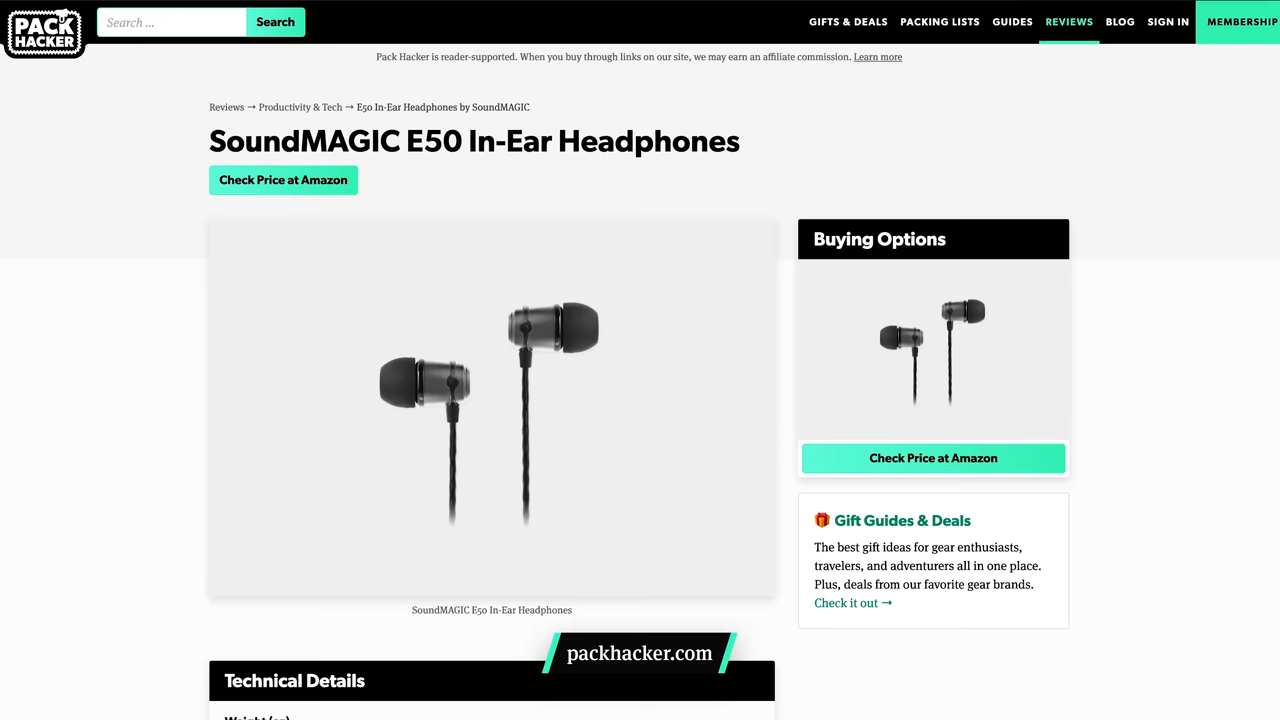 PACK
HACKER
Search ...
Search
GIFTS & DEALS
PACKING LISTS
GUIDES
REVIEWS
BLOG
SIGN IN
MEMBERSHIP
Pack Hacker is reader-supported. When you buy through links on our site, we may earn an affiliate commission. Learn more
Reviews → Productivity & Tech → E50 In-Ear Headphones by SoundMAGIC
SoundMAGIC E50 In-Ear Headphones
Check Price at Amazon
Buying Options
Check Price at Amazon
🎁 Gift Guides & Deals
The best gift ideas for gear enthusiasts,
travelers, and adventurers all in one place.
Plus, deals from our favorite gear brands.
Check it out →
SoundMAGIC E50 In-Ear Headphones
packhacker.com
Technical Details
Weight (oz)